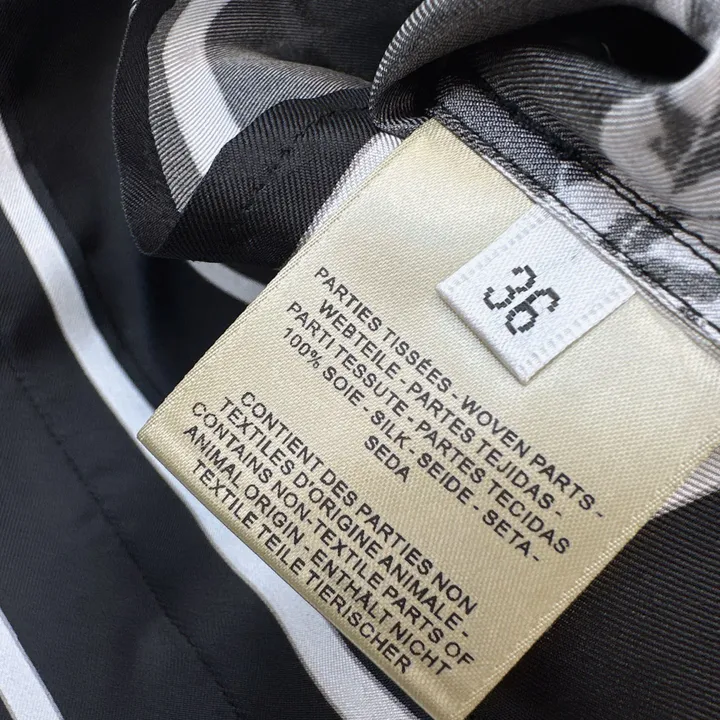 36
PARTIES TISSÉES - WOVEN PARTS -
WEBTEILE - PARTES TEJIDAS -
PARTI TESSUTE - PARTES TECIDAS
100% SOIE - SILK - SEIDE - SETA -
SEDA
CONTIENT DES PARTIES NON
TEXTILES D'ORIGINE ANIMALE -
CONTAINS NON-TEXTILE PARTS OF
ANIMAL ORIGIN - ENTHÄLT NICHT
TEXTILE TEILE TIERISCHER